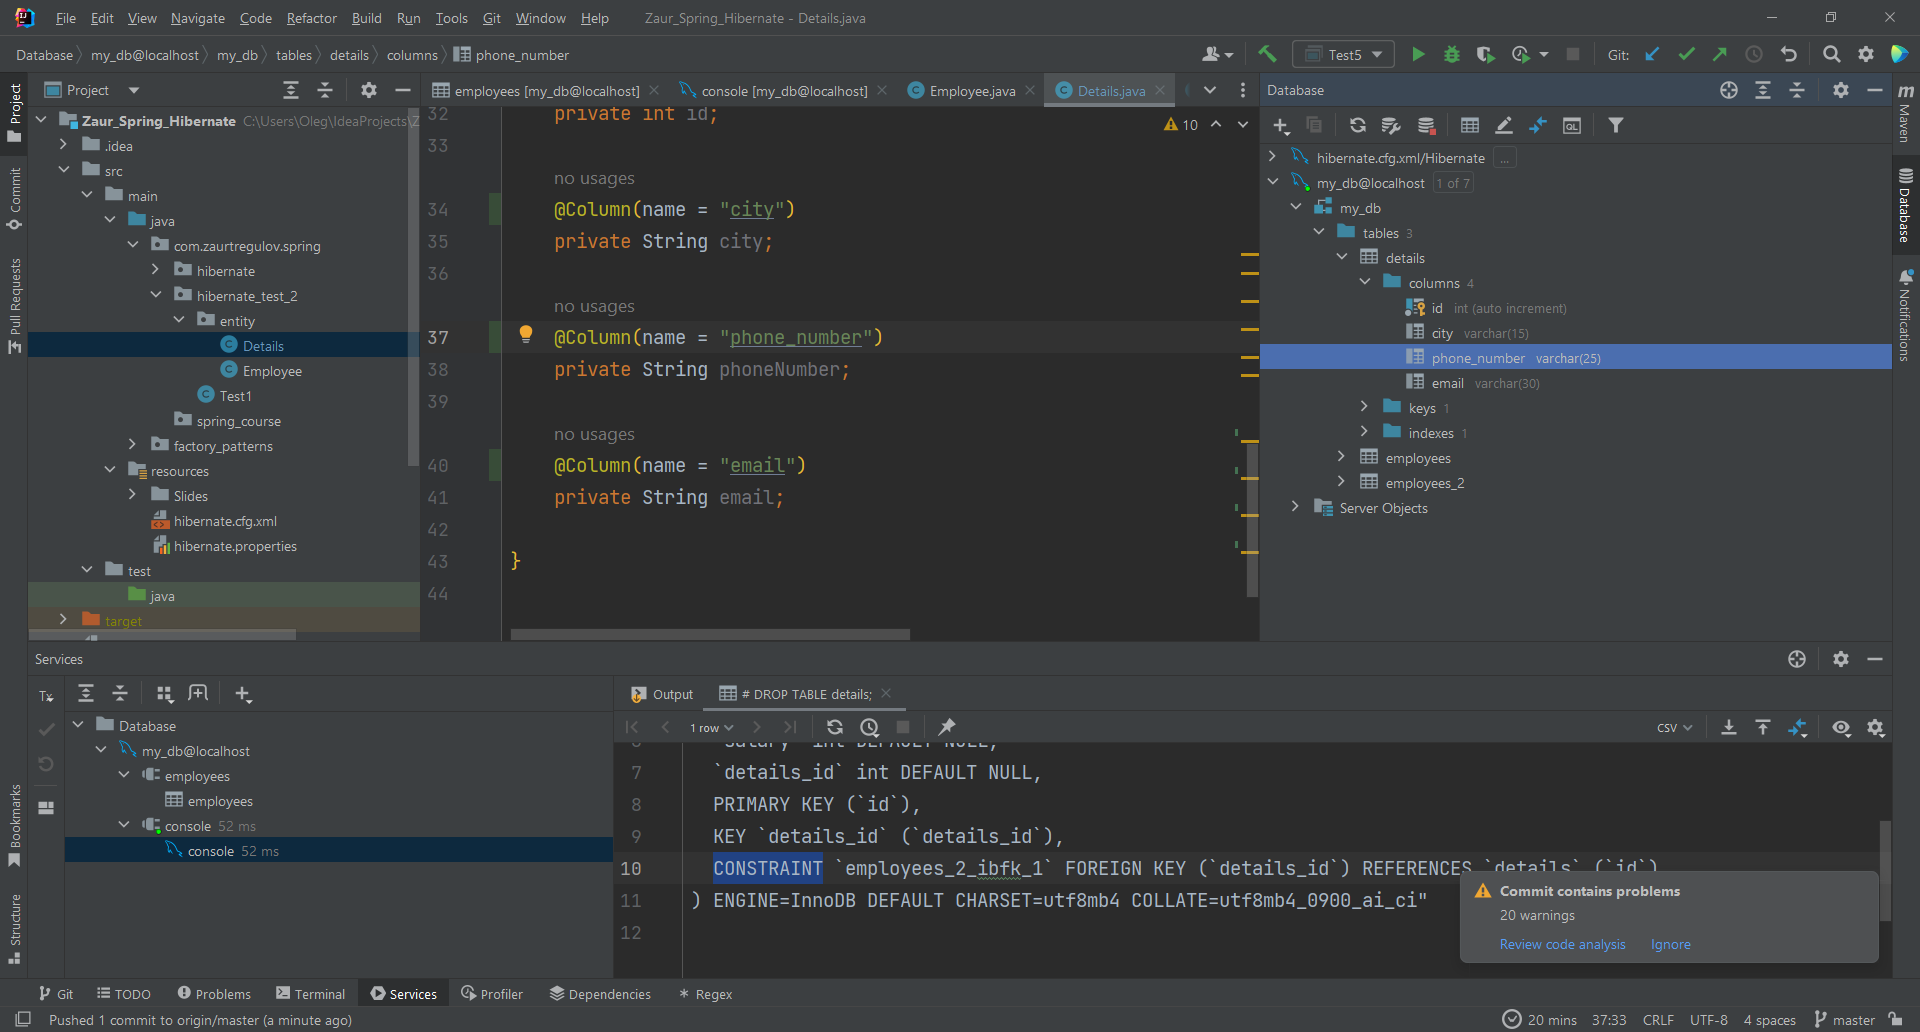 File Edit View Navigate Code Refactor Build Run Tools Git Window Help Zaur_Spring_Hibernate - Details.java
Database my_db@localhost my_db tables details columns phone_number
Test5
Git:
Project
employees [my_db@localhost]
console [my_db@localhost]
Employee.java
Details.java
Database
Zaur_Spring_Hibernate C:\Users\Oleg\IdeaProjects\
.idea
src
main
java
com.zaurtregulov.spring
hibernate
hibernate_test_2
entity
Details
Employee
Test1
spring_course
factory_patterns
resources
Slides
hibernate.cfg.xml
hibernate.properties
test
java
target
Project
Commit
Pull Requests
Bookmarks
Structure
10
32 private int id;
33
no usages
34 @Column(name = "city")
35 private String city;
36
no usages
37 @Column(name = "phone_number")
38 private String phoneNumber;
39
no usages
40 @Column(name = "email")
41 private String email;
42
43 }
44
hibernate.cfg.xml/Hibernate ...
my_db@localhost 1 of 7
my_db
tables 3
details
columns 4
id int (auto increment)
city varchar(15)
phone_number varchar(25)
email varchar(30)
keys 1
indexes 1
employees
employees_2
Server Objects
Maven
Database
Notifications
Services
Tx
Database
my_db@localhost
employees
employees
console 52 ms
console 52 ms
Output
# DROP TABLE details;
1 row
CSV
`salary` int DEFAULT NULL,
7 `details_id` int DEFAULT NULL,
8 PRIMARY KEY (`id`),
9 KEY `details_id` (`details_id`),
10 CONSTRAINT `employees_2_ibfk_1` FOREIGN KEY (`details_id`) REFERENCES `details` (`id`)
11 ) ENGINE=InnoDB DEFAULT CHARSET=utf8mb4 COLLATE=utf8mb4_0900_ai_ci"
12
Commit contains problems
20 warnings
Review code analysis Ignore
Git TODO Problems Terminal Services Profiler Dependencies Regex
Pushed 1 commit to origin/master (a minute ago)
20 mins 37:33 CRLF UTF-8 4 spaces master